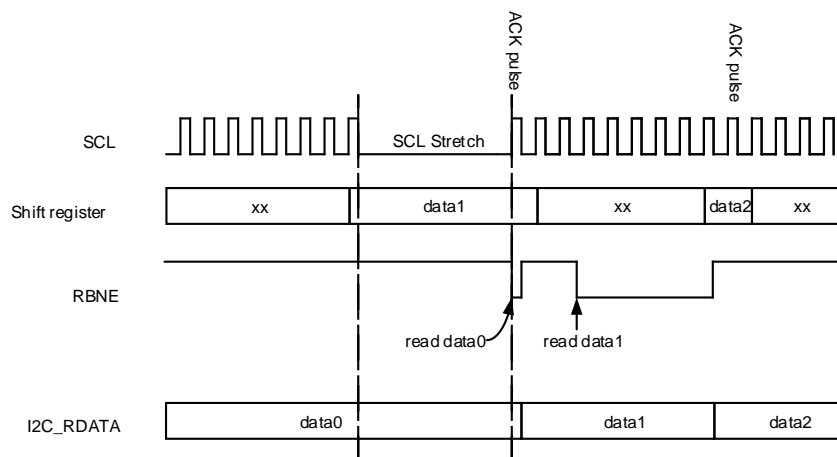 ACK pulse
ACK pulse
SCL
SCL Stretch
Shift register
xx
data1
xx
data2
xx
RBNE
read data0
read data1
I2C_RDATA
data0
data1
data2